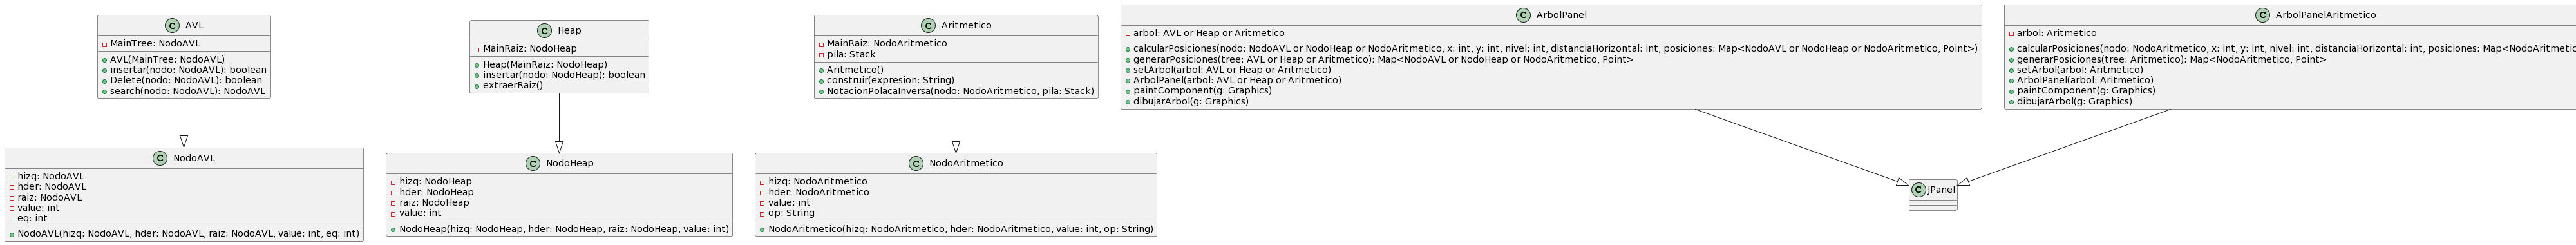 C AVL
MainTree: NodoAVL
AVL(MainTree: NodoAVL)
insertar(nodo: NodoAVL): boolean
Delete(nodo: NodoAVL): boolean
search(nodo: NodoAVL): NodoAVL
C Heap
MainRaiz: NodoHeap
Heap(MainRaiz: NodoHeap)
insertar(nodo: NodoHeap): boolean
extraerRaiz()
C Aritmetico
MainRaiz: NodoAritmetico
pila: Stack
Aritmetico()
construir(expresion: String)
NotacionPolacaInversa(nodo: NodoAritmetico, pila: Stack)
C ArbolPanel
arbol: AVL or Heap or Aritmetico
calcularPosiciones(nodo: NodoAVL or NodoHeap or NodoAritmetico, x: int, y: int, nivel: int, distanciaHorizontal: int, posiciones: Map<NodoAVL or NodoHeap or NodoAritmetico, Point>)
generarPosiciones(tree: AVL or Heap or Aritmetico): Map<NodoAVL or NodoHeap or NodoAritmetico, Point>
setArbol(arbol: AVL or Heap or Aritmetico)
ArbolPanel(arbol: AVL or Heap or Aritmetico)
paintComponent(g: Graphics)
dibujarArbol(g: Graphics)
C ArbolPanelAritmetico
arbol: Aritmetico
calcularPosiciones(nodo: NodoAritmetico, x: int, y: int, nivel: int, distanciaHorizontal: int, posiciones: Map<NodoAritmetic
generarPosiciones(tree: Aritmetico): Map<NodoAritmetico, Point>
setArbol(arbol: Aritmetico)
ArbolPanel(arbol: Aritmetico)
paintComponent(g: Graphics)
dibujarArbol(g: Graphics)
C NodoAVL
hizq: NodoAVL
hder: NodoAVL
raiz: NodoAVL
value: int
eq: int
NodoAVL(hizq: NodoAVL, hder: NodoAVL, raiz: NodoAVL, value: int, eq: int)
C NodoHeap
hizq: NodoHeap
hder: NodoHeap
raiz: NodoHeap
value: int
NodoHeap(hizq: NodoHeap, hder: NodoHeap, raiz: NodoHeap, value: int)
C NodoAritmetico
hizq: NodoAritmetico
hder: NodoAritmetico
value: int
op: String
NodoAritmetico(hizq: NodoAritmetico, hder: NodoAritmetico, value: int, op: String)
C JPanel